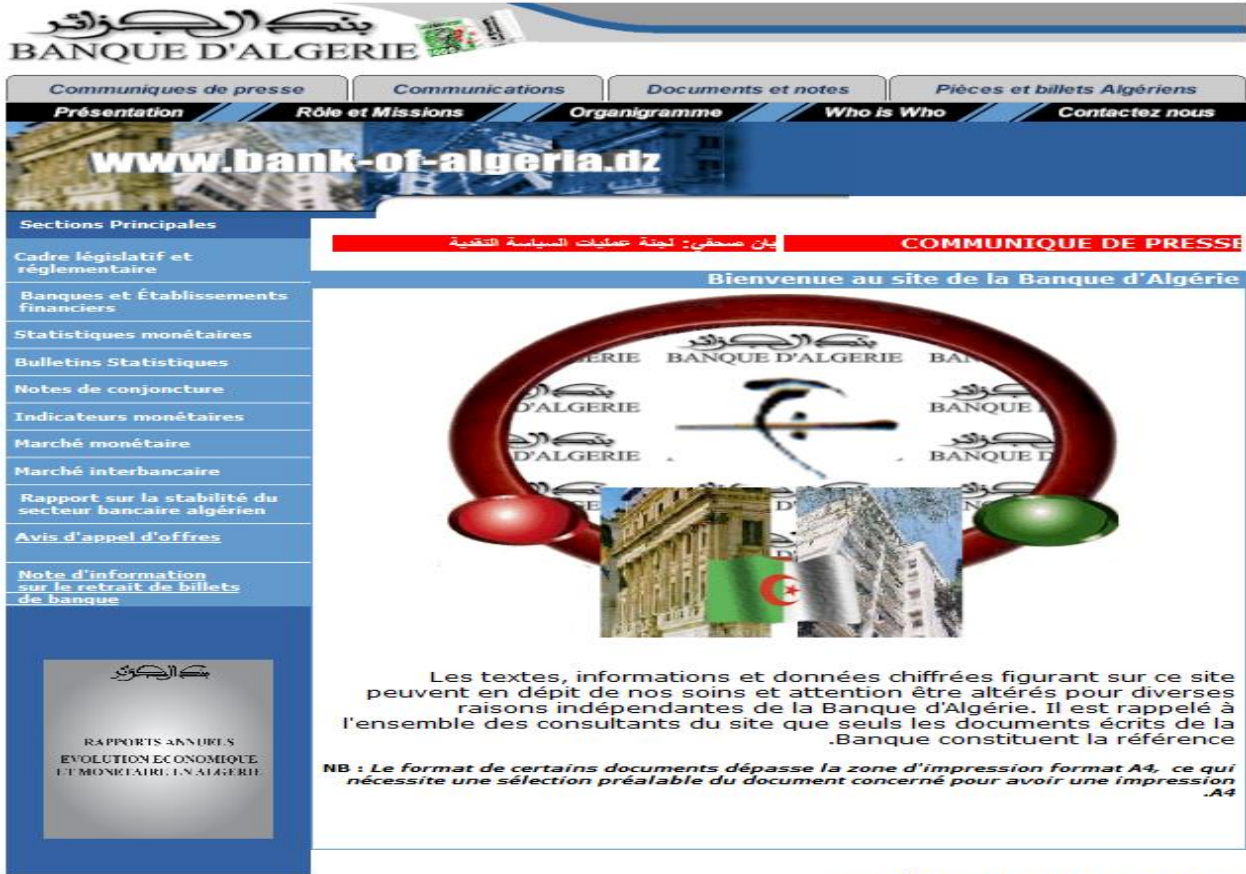 بنك الجزائر
BANQUE D'ALGERIE
Communiques de presse Communications Documents et notes Pièces et billets Algériens
Présentation Rôle et Missions Organigramme Who is Who Contactez nous
www.bank-of-algeria.dz
Sections Principales
Cadre législatif et
réglementaire
Banques et Établissements
financiers
Statistiques monétaires
Bulletins Statistiques
Notes de conjoncture
Indicateurs monétaires
Marché monétaire
Marché interbancaire
Rapport sur la stabilité du
secteur bancaire algérien
Avis d'appel d'offres
Note d'information
sur le retrait de billets
de banque
بنك الجزائر
RAPPORTS ANNUELS
EVOLUTION ECONOMIQUE
ET MONETAIRE EN ALGERIE
يان صحفي: لجنة عمليات السياسة النقدية
COMMUNIQUE DE PRESSE
Bienvenue au site de la Banque d'Algérie
بنك الجزائر
ERIE BANQUE D'ALGERIE BAN
D'ALGERIE BANQUE
D'ALGERIE BANQUE D
Les textes, informations et données chiffrées figurant sur ce site
peuvent en dépit de nos soins et attention être altérés pour diverses
raisons indépendantes de la Banque d'Algérie. Il est rappelé à
l'ensemble des consultants du site que seuls les documents écrits de la
.Banque constituent la référence
NB : Le format de certains documents dépasse la zone d'impression format A4, ce qui
nécessite une sélection préalable du document concerné pour avoir une impression
.A4